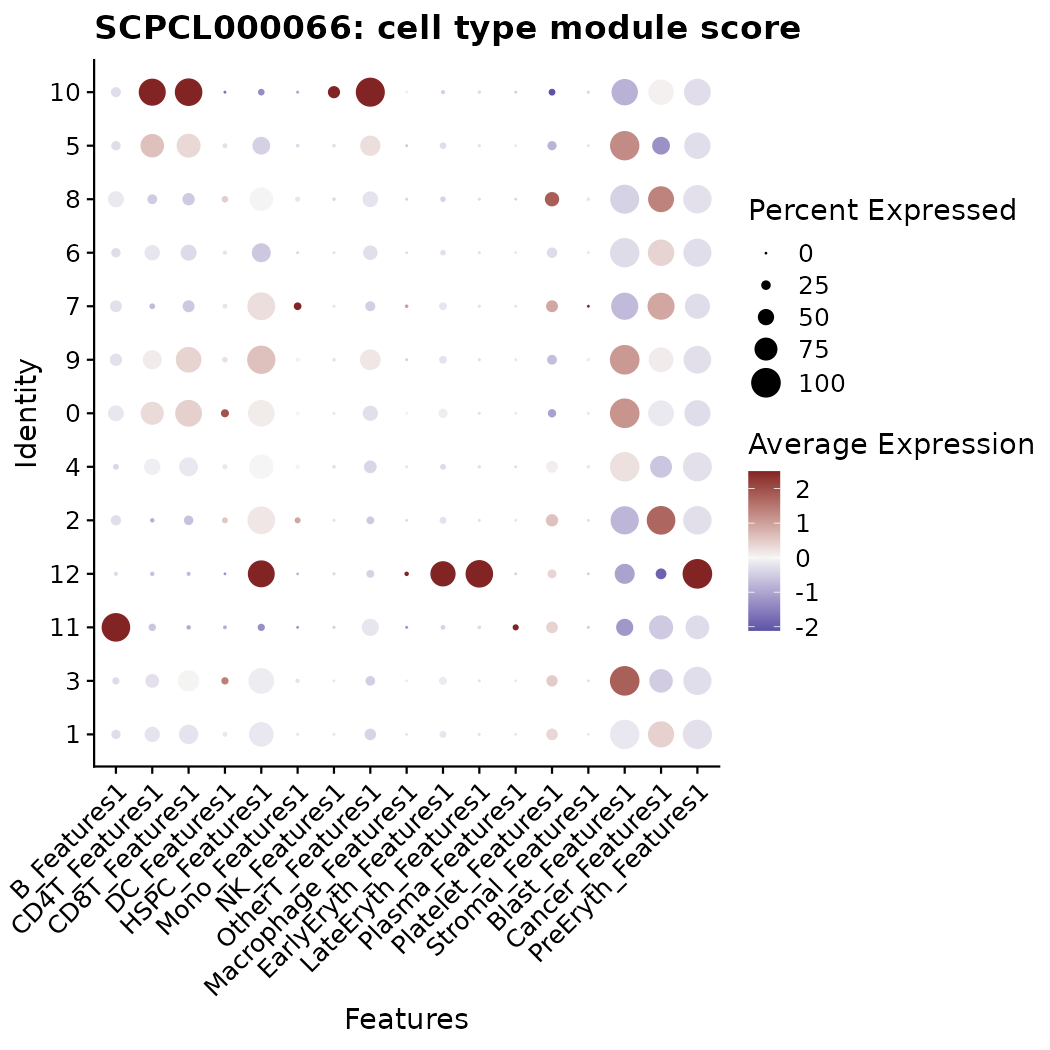 SCPCL000066: cell type module score
10
5
8
6
7
9
0
4
2
12
11
3
1
Identity
B_Features1
CD4T_Features1
CD8T_Features1
DC_Features1
HSPC_Features1
Mono_Features1
NK_Features1
OtherT_Features1
Macrophage_Features1
EarlyEryth_Features1
LateEryth_Features1
Plasma_Features1
Platelet_Features1
Stromal_Features1
Blast_Features1
Cancer_Features1
PreEryth_Features1
Features
Percent Expressed
0
25
50
75
100
Average Expression
2
1
0
-1
-2